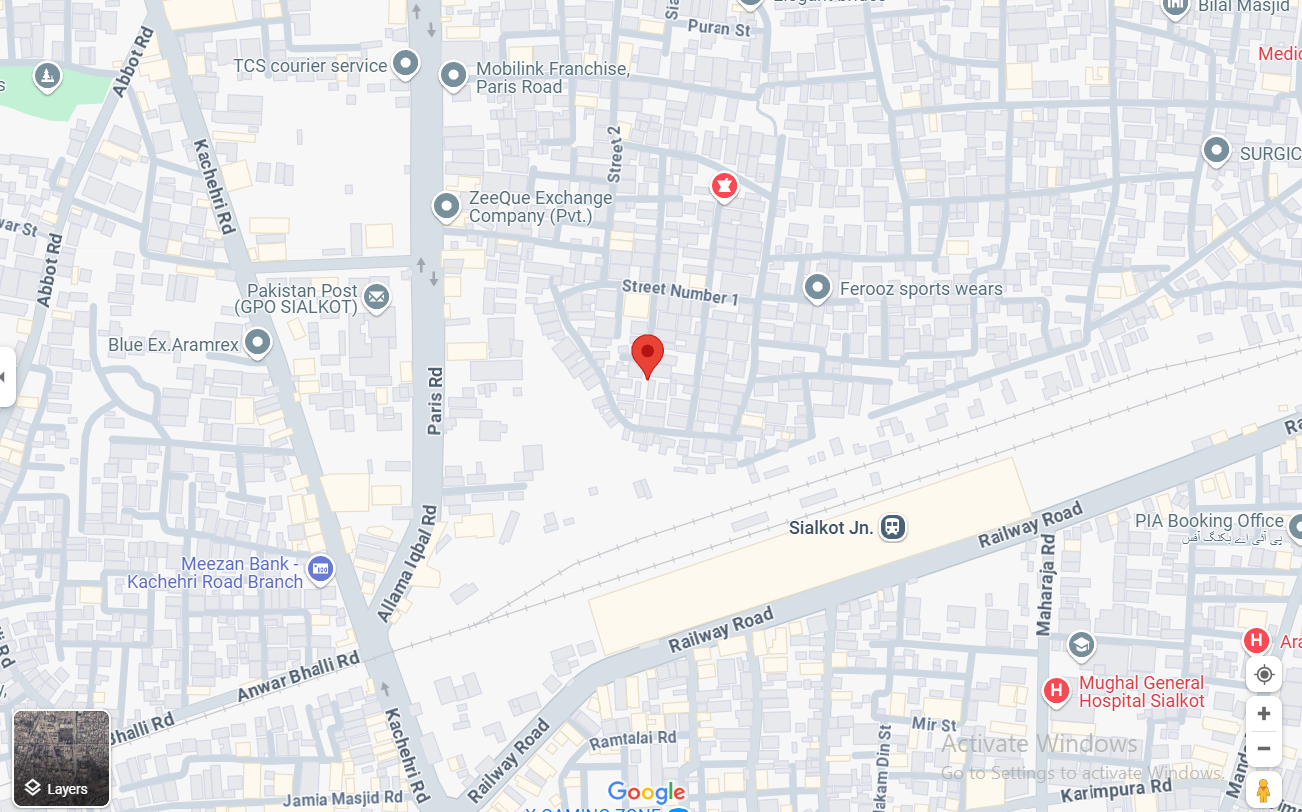 Puran St
Bilal Masjid
TCS courier service
Mobilink Franchise,
Paris Road
Abbot Rd
Medic
Kachehri Rd
Street 2
SURGIC
ZeeQue Exchange
Company (Pvt.)
war St
Abbot Rd
Pakistan Post
(GPO SIALKOT)
Street Number 1
Ferooz sports wears
Blue Ex.Aramrex
Paris Rd
Sialkot Jn.
Railway Road
PIA Booking Office
پی آئی اے بکنگ آفس
Meezan Bank -
Kachehri Road Branch
Allama Iqbal Rd
Maharaja Rd
Railway Road
Anwar Bhalli Rd
H
Ara
H
Mughal General
Hospital Sialkot
Bhalli Rd
Kachehri Rd
Mir St
Ramtalai Rd
Railway Road
Hakam Din St
Activate Windows
Go to Settings to activate Windows.
Layers
Google
Karimpura Rd
Jamia Masjid Rd
X GAMING ZONE